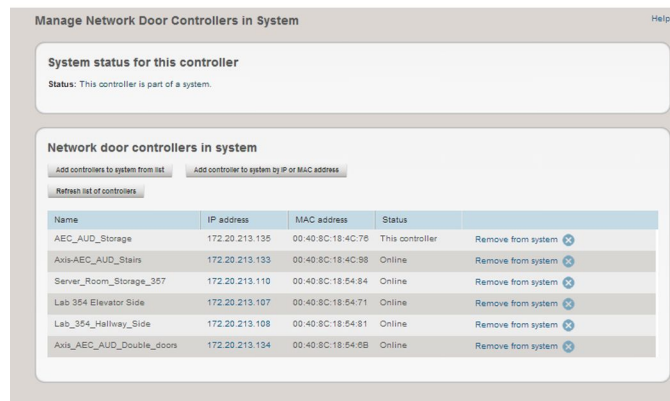 Manage Network Door Controllers in System Help
System status for this controller
Status: This controller is part of a system.
Network door controllers in system
Add controllers to system from list Add controller to system by IP or MAC address
Refresh list of controllers
Name IP address MAC address Status
AEC_AUD_Storage 172.20.213.135 00:40:8C:18:4C:76 This controller Remove from system
Axis-AEC_AUD_Stairs 172.20.213.133 00:40:8C:18:4C:98 Online Remove from system
Server_Room_Storage_357 172.20.213.110 00:40:8C:18:54:84 Online Remove from system
Lab 354 Elevator Side 172.20.213.107 00:40:8C:18:54:71 Online Remove from system
Lab_354_Hallway_Side 172.20.213.108 00:40:8C:18:54:81 Online Remove from system
Axis_AEC_AUD_Double_doors 172.20.213.134 00:40:8C:18:54:6B Online Remove from system